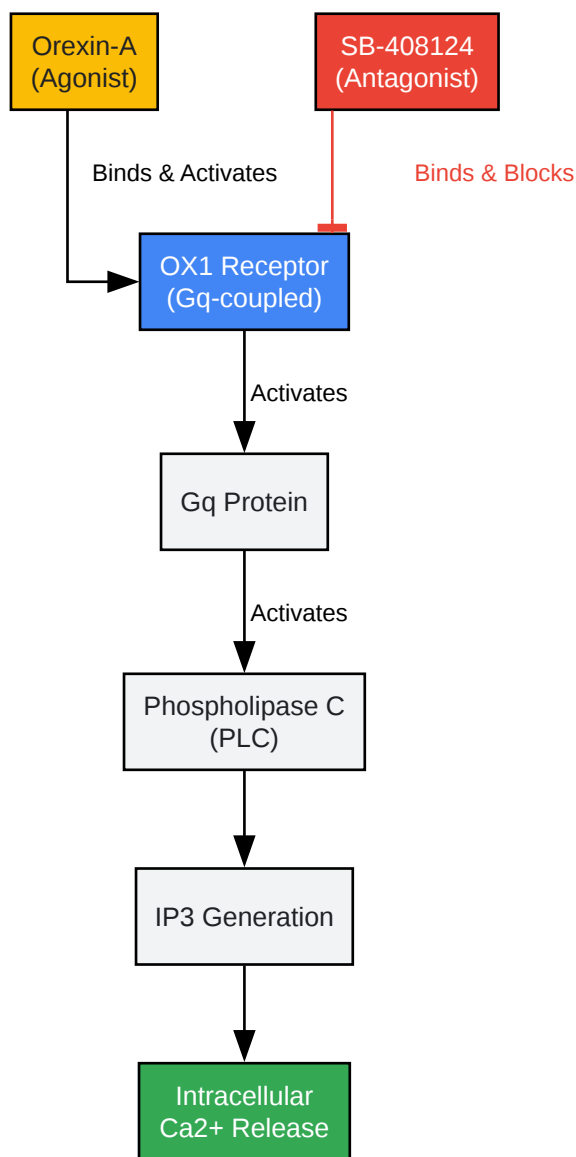 Orexin-A
(Agonist)
SB-408124
(Antagonist)
Binds & Activates
Binds & Blocks
OX1 Receptor
(Gq-coupled)
Activates
Gq Protein
Activates
Phospholipase C
(PLC)
IP3 Generation
Intracellular
Ca2+ Release